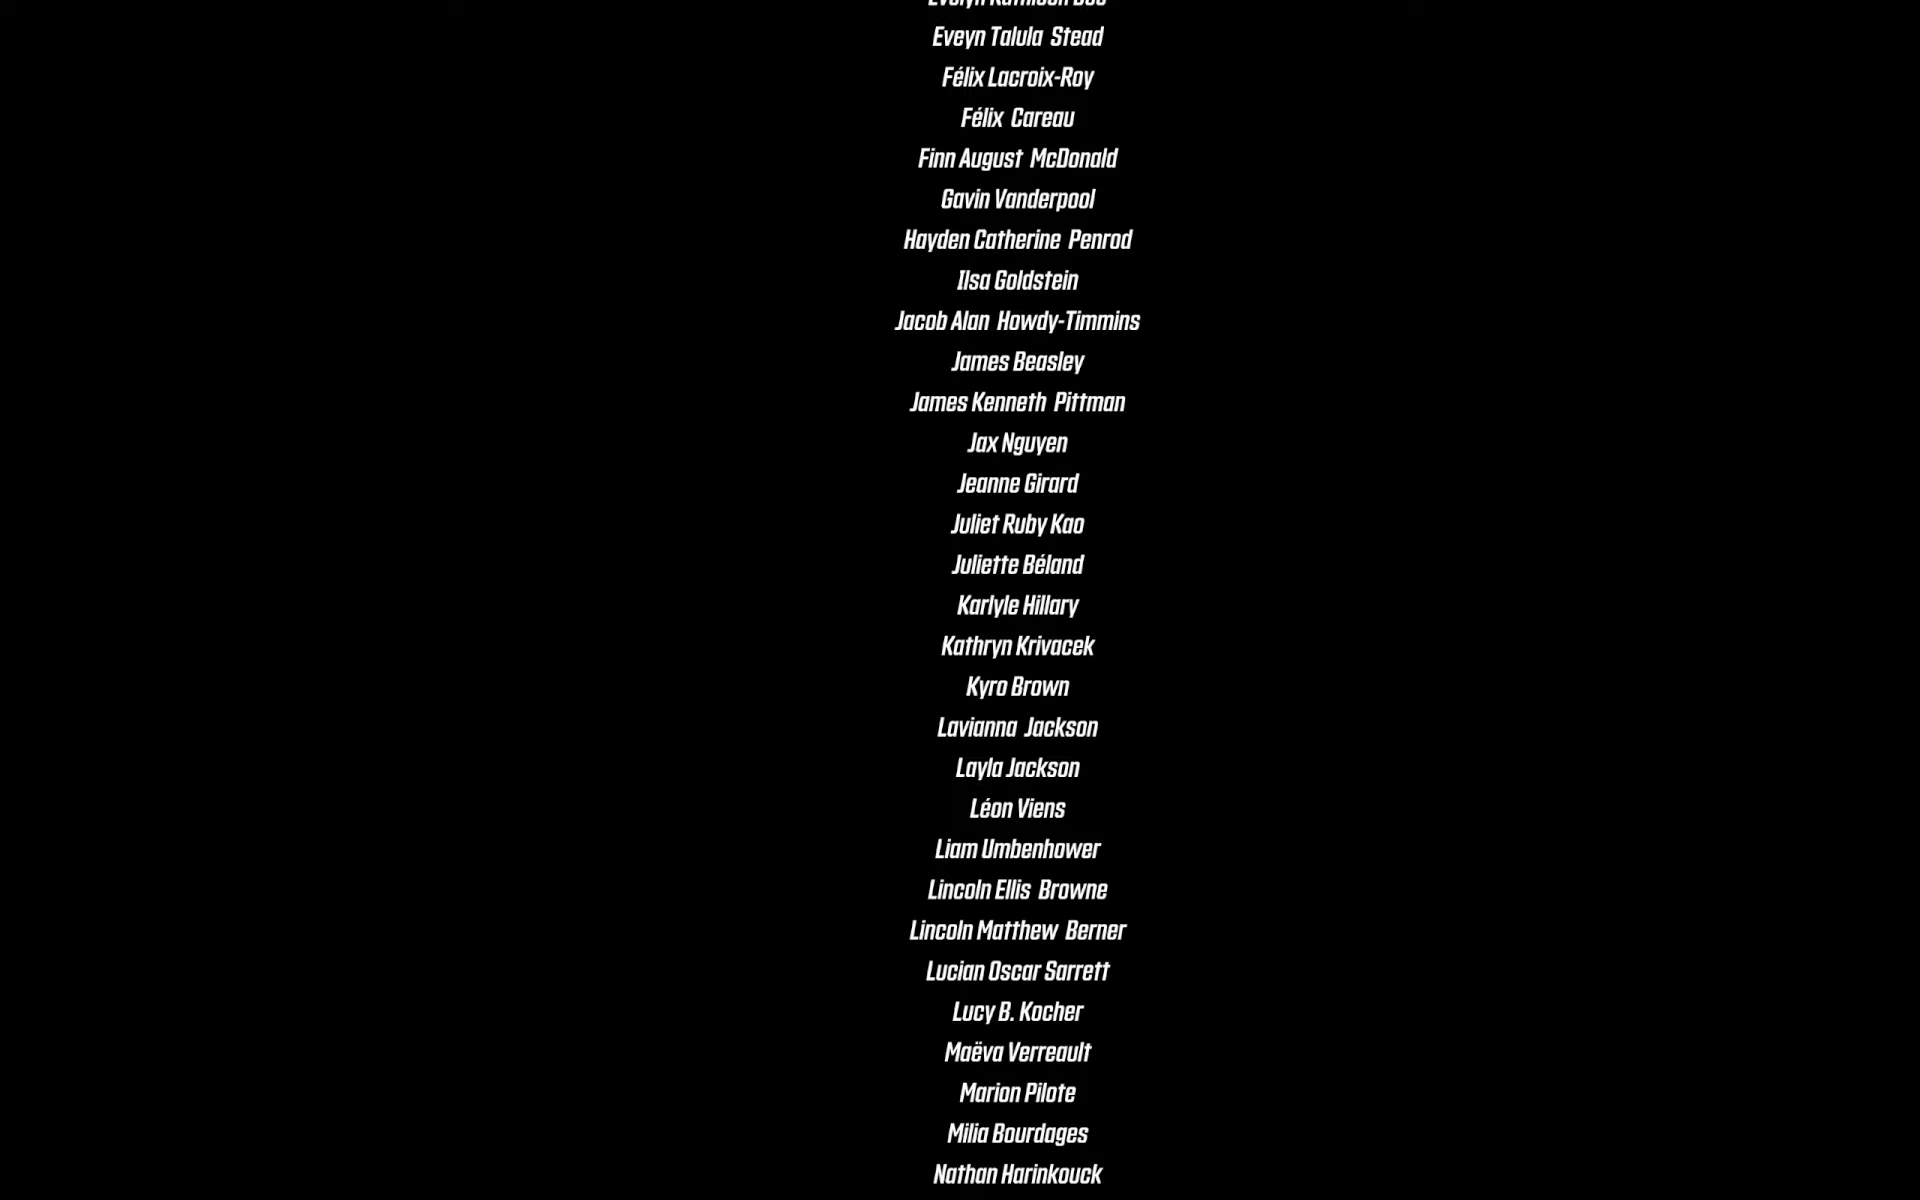 Eveyn Talula Stead
Félix Lacroix-Roy
Félix Careau
Finn August McDonald
Gavin Vanderpool
Hayden Catherine Penrod
Ilsa Goldstein
Jacob Alan Howdy-Timmins
James Beasley
James Kenneth Pittman
Jax Nguyen
Jeanne Girard
Juliet Ruby Kao
Juliette Béland
Karlyle Hillary
Kathryn Krivacek
Kyro Brown
Lavianna Jackson
Layla Jackson
Léon Viens
Liam Umbenhower
Lincoln Ellis Browne
Lincoln Matthew Berner
Lucian Oscar Sarrett
Lucy B. Kocher
Maëva Verreault
Marion Pilote
Milia Bourdages
Nathan Harinkouck